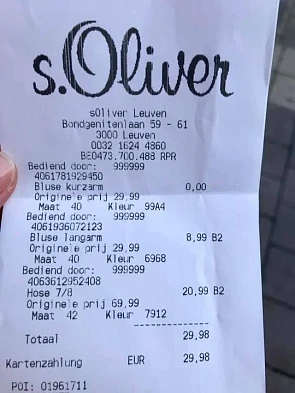 s.Oliver
sOliver Leuven
Bondgenotenlaan 59 - 61
3000 Leuven
0032 1624 4860
BE0473.700.488 RPR
Bediend door: 999999
4061781929450
Bluse kurzarm 0,00
Originele prij 29,99
Maat 40 Kleur 99A4
Bediend door: 999999
4061936072123
Bluse langarm 8,99 B2
Originele prij 29,99
Maat 40 Kleur 6968
Bediend door: 999999
4063612952408
Hose 7/8 20,99 B2
Originele prij 69,99
Maat 42 Kleur 7912
--------------
Totaal 29,98
Kartenzahlung EUR 29,98
POI: 01961711